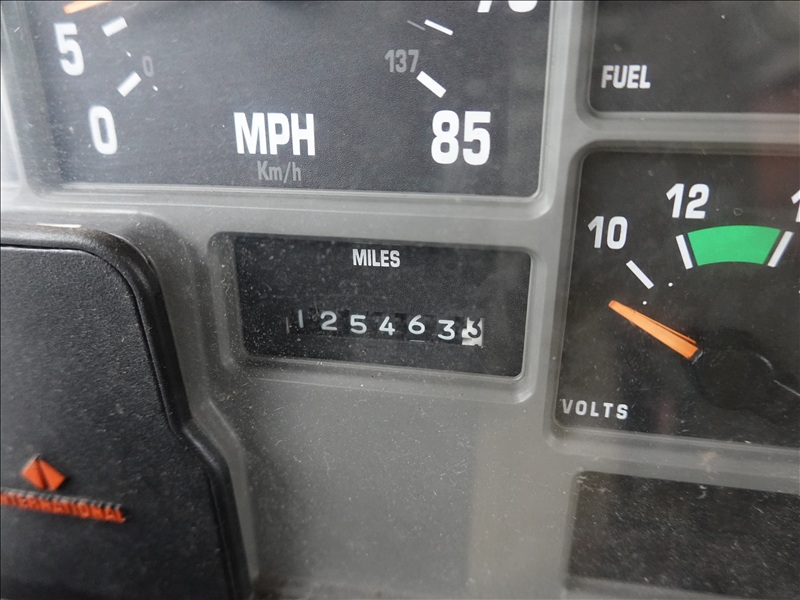 5
0
0
MPH
Km/h
137
85
FUEL
MILES
125463
10
12
VOLTS
INTERNATIONAL